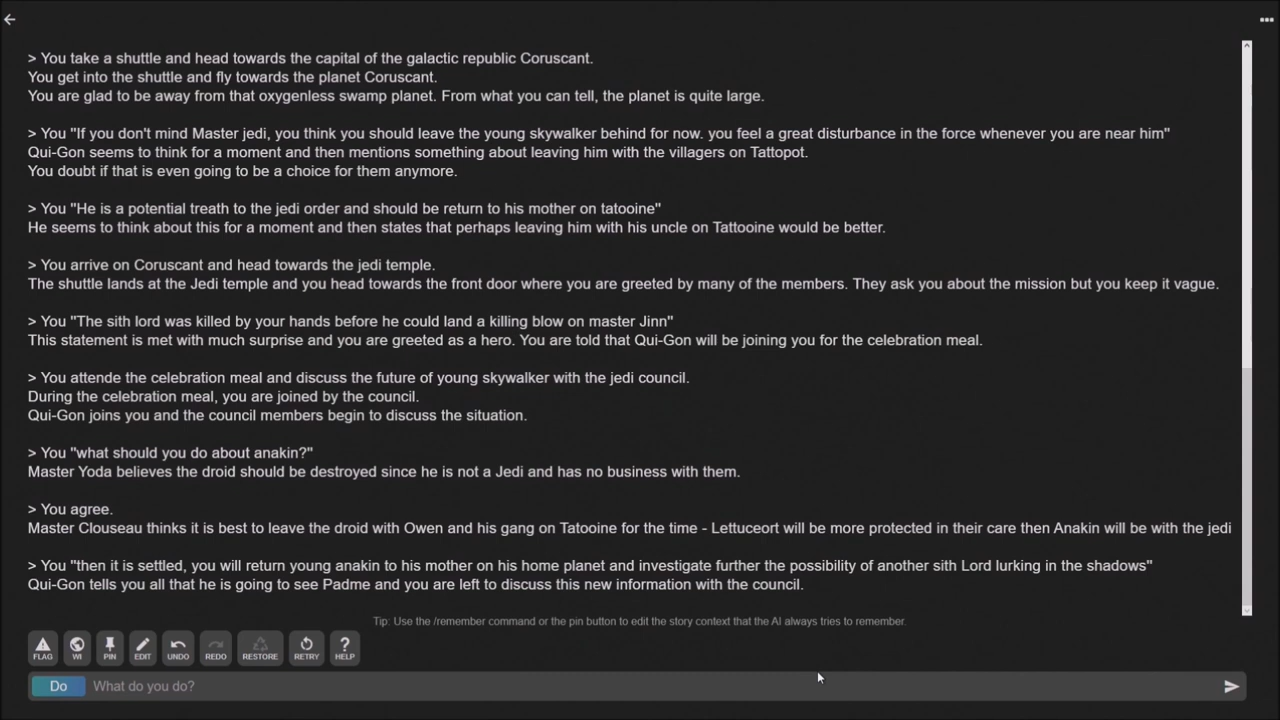 > You take a shuttle and head towards the capital of the galactic republic Coruscant.
You get into the shuttle and fly towards the planet Coruscant.
You are glad to be away from that oxygenless swamp planet. From what you can tell, the planet is quite large.
> You "If you don't mind Master jedi, you think you should leave the young skywalker behind for now. you feel a great disturbance in the force whenever you are near him"
Qui-Gon seems to think for a moment and then mentions something about leaving him with the villagers on Tattopot.
You doubt if that is even going to be a choice for them anymore.
> You "He is a potential treath to the jedi order and should be return to his mother on tatooine"
He seems to think about this for a moment and then states that perhaps leaving him with his uncle on Tattooine would be better.
> You arrive on Coruscant and head towards the jedi temple.
The shuttle lands at the Jedi temple and you head towards the front door where you are greeted by many of the members. They ask you about the mission but you keep it vague.
> You "The sith lord was killed by your hands before he could land a killing blow on master Jinn"
This statement is met with much surprise and you are greeted as a hero. You are told that Qui-Gon will be joining you for the celebration meal.
> You attende the celebration meal and discuss the future of young skywalker with the jedi council.
During the celebration meal, you are joined by the council.
Qui-Gon joins you and the council members begin to discuss the situation.
> You "what should you do about anakin?"
Master Yoda believes the droid should be destroyed since he is not a Jedi and has no business with them.
> You agree.
Master Clouseau thinks it is best to leave the droid with Owen and his gang on Tatooine for the time - Lettuceort will be more protected in their care then Anakin will be with the jedi
> You "then it is settled, you will return young anakin to his mother on his home planet and investigate further the possibility of another sith Lord lurking in the shadows"
Qui-Gon tells you all that he is going to see Padme and you are left to discuss this new information with the council.
Tip: Use the /remember command or the pin button to edit the story context that the AI always tries to remember.
FLAG WI PIN EDIT UNDO REDO RESTORE RETRY HELP
Do What do you do?